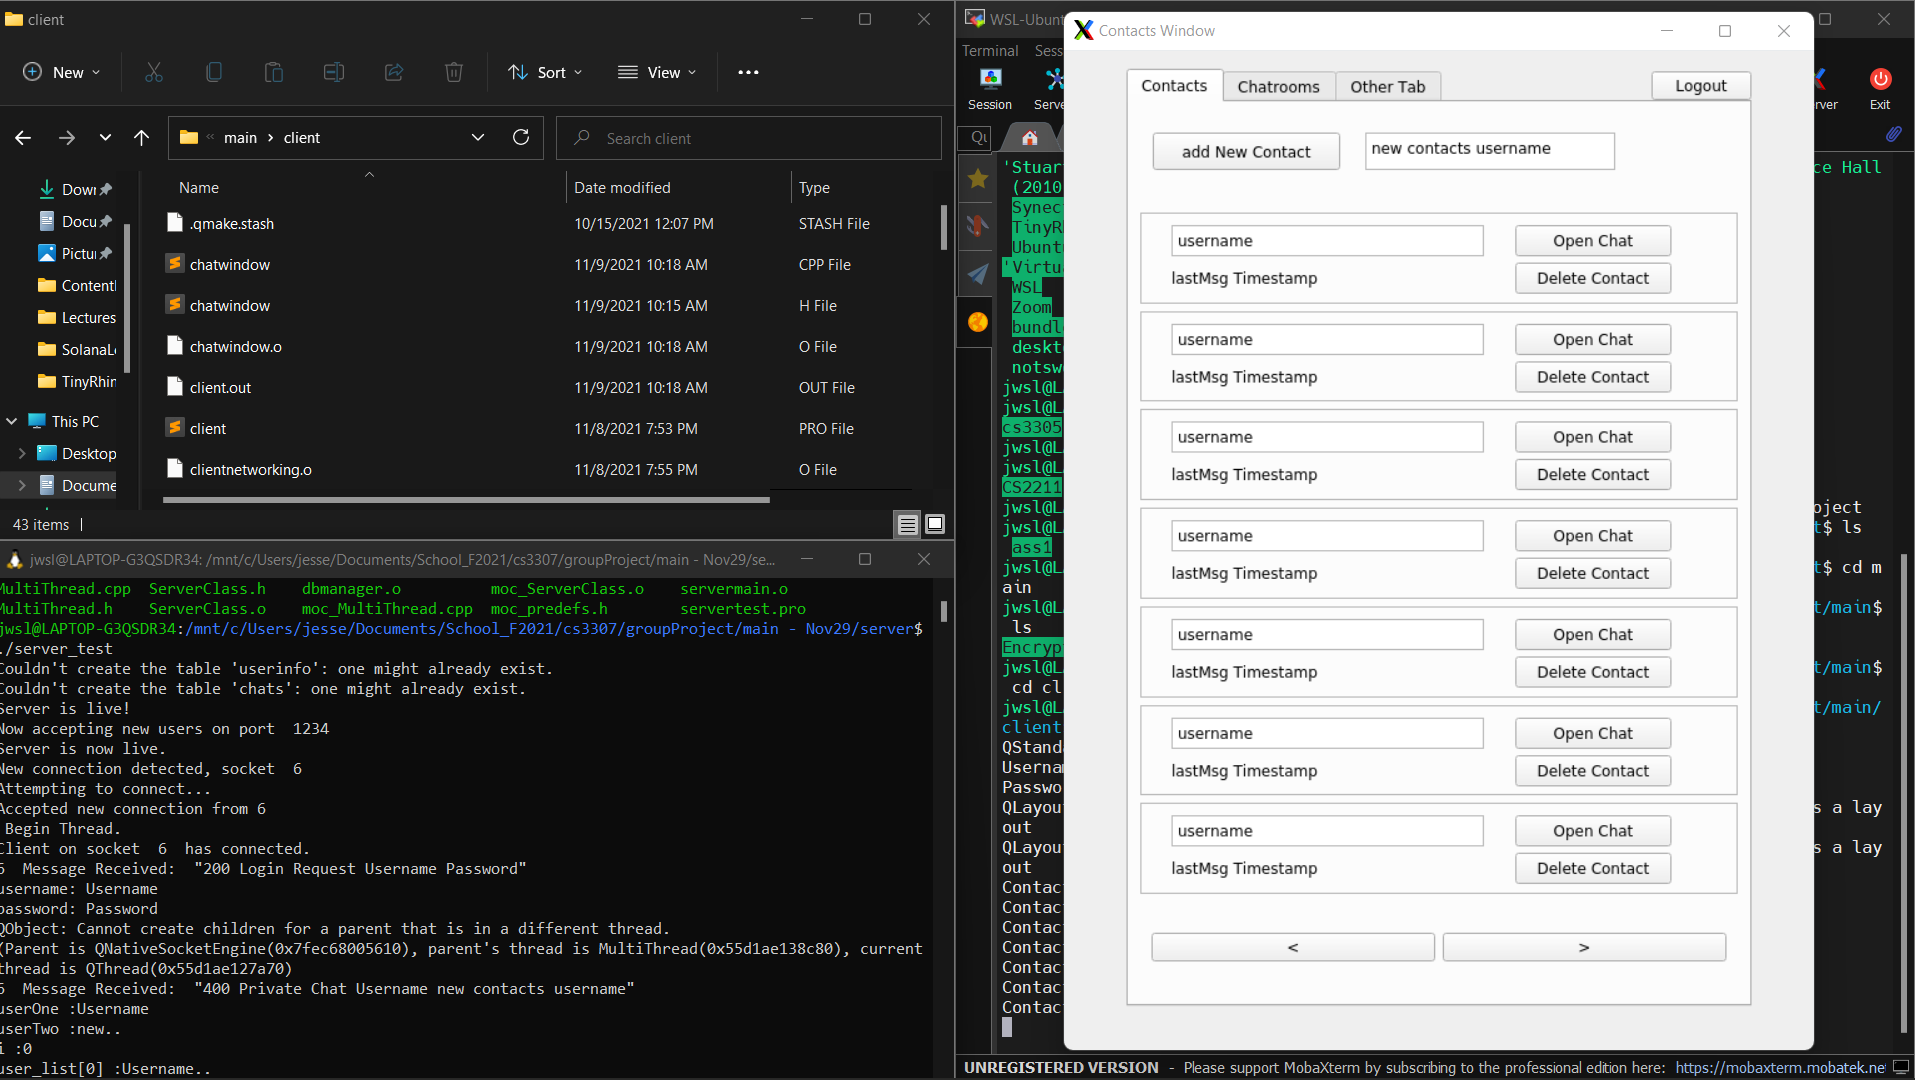 client
New
Sort
View
main › client
Search client
Name
Date modified
Type
.qmake.stash 10/15/2021 12:07 PM STASH File
chatwindow 11/9/2021 10:18 AM CPP File
chatwindow 11/9/2021 10:15 AM H File
chatwindow.o 11/9/2021 10:18 AM O File
client.out 11/9/2021 10:18 AM OUT File
client 11/8/2021 7:53 PM PRO File
clientnetworking.o 11/8/2021 7:55 PM O File
Docu
Pictu
Content
Lectures
SolanaL
TinyRhin
This PC
Desktop
Docume
43 items
jwsl@LAPTOP-G3QSDR34: /mnt/c/Users/jesse/Documents/School_F2021/cs3307/groupProject/main - Nov29/se...
MultiThread.cpp ServerClass.h dbmanager.o moc_ServerClass.o servermain.o
MultiThread.h ServerClass.o moc_MultiThread.cpp moc_predefs.h servertest.pro
jwsl@LAPTOP-G3QSDR34:/mnt/c/Users/jesse/Documents/School_F2021/cs3307/groupProject/main - Nov29/server$
./server_test
Couldn't create the table 'userinfo': one might already exist.
Couldn't create the table 'chats': one might already exist.
Server is live!
Now accepting new users on port 1234
Server is now live.
New connection detected, socket 6
Attempting to connect...
Accepted new connection from 6
Begin Thread.
Client on socket 6 has connected.
6 Message Received: "200 Login Request Username Password"
username: Username
password: Password
QObject: Cannot create children for a parent that is in a different thread.
(Parent is QNativeSocketEngine(0x7fec68005610), parent's thread is MultiThread(0x55d1ae138c80), current
thread is QThread(0x55d1ae127a70)
6 Message Received: "400 Private Chat Username new contacts username"
userOne :Username
userTwo :new..
i :0
user_list[0] :Username..
WSL-Ubunt
Terminal Sess
Session Serve rver Exit
Qu
'Stuar ce Hall
(2010
Synec
TinyR
Ubunt
'Virtu
WSL
Zoom
bundl
deskt
notsw
jwsl@L
jwsl@L
cs3305
jwsl@L
jwsl@L
CS2211
jwsl@L oject
jwsl@L t$ ls
ass1
jwsl@L t$ cd m
ain
jwsl@L t/main$
ls
Encryp
jwsl@L t/main$
cd cl
jwsl@L t/main/
client
QStand
Userna
Passwo
QLayou s a lay
out
QLayou s a lay
out
Contac
Contac
Contac
Contac
Contac
Contac
Contac
UNREGISTERED VERSION - Please support MobaXterm by subscribing to the professional edition here: https://mobaxterm.mobatek.ne
Contacts Window
Contacts Chatrooms Other Tab Logout
add New Contact new contacts username
username Open Chat
lastMsg Timestamp Delete Contact
username Open Chat
lastMsg Timestamp Delete Contact
username Open Chat
lastMsg Timestamp Delete Contact
username Open Chat
lastMsg Timestamp Delete Contact
username Open Chat
lastMsg Timestamp Delete Contact
username Open Chat
lastMsg Timestamp Delete Contact
username Open Chat
lastMsg Timestamp Delete Contact
< >